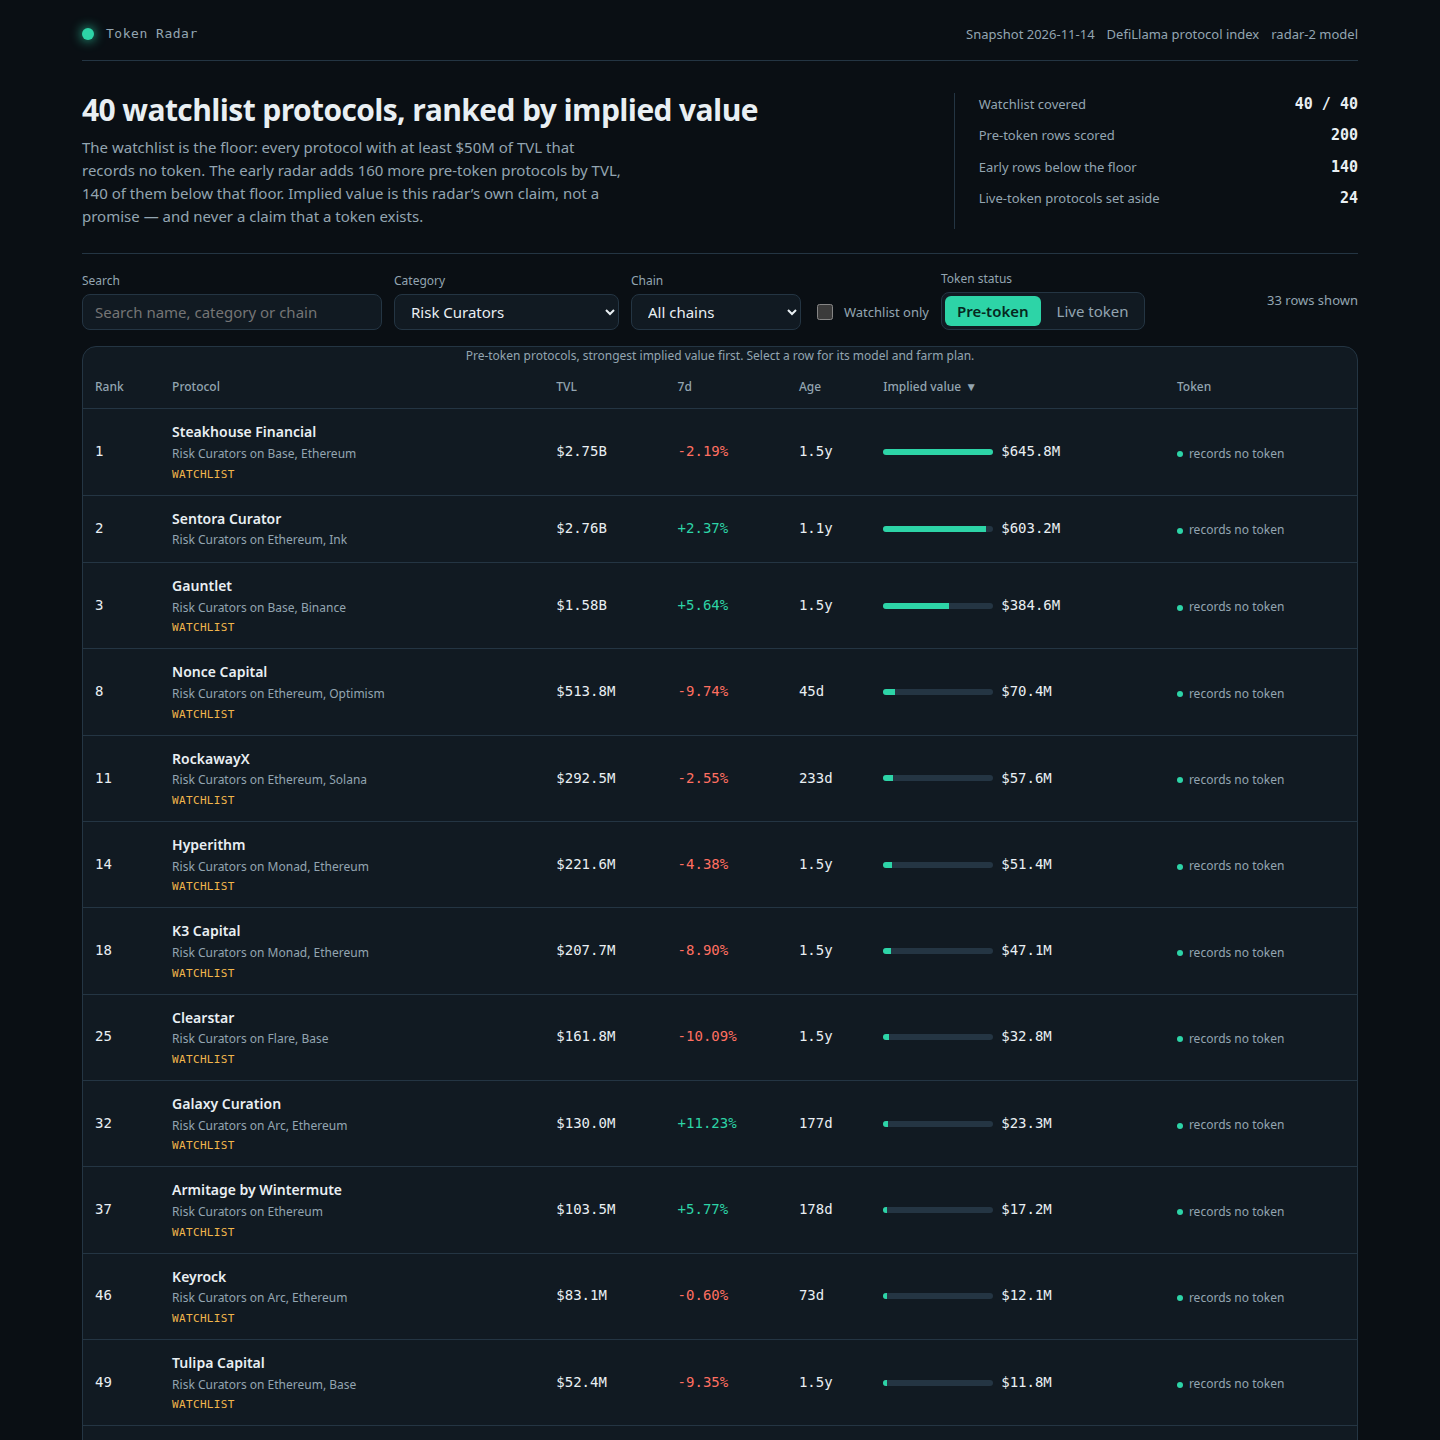 Token Radar
Snapshot 2026-11-14 DefiLlama protocol index radar-2 model
40 watchlist protocols, ranked by implied value
The watchlist is the floor: every protocol with at least $50M of TVL that
records no token. The early radar adds 160 more pre-token protocols by TVL,
140 of them below that floor. Implied value is this radar’s own claim, not a
promise — and never a claim that a token exists.
Watchlist covered 40 / 40
Pre-token rows scored 200
Early rows below the floor 140
Live-token protocols set aside 24
Search Category Chain Token status
Search name, category or chain Risk Curators All chains Watchlist only Pre-token Live token 33 rows shown
Pre-token protocols, strongest implied value first. Select a row for its model and farm plan.
Rank Protocol TVL 7d Age Implied value ▼ Token
Steakhouse Financial
1 Risk Curators on Base, Ethereum $2.75B -2.19% 1.5y $645.8M records no token
WATCHLIST
Sentora Curator
2 Risk Curators on Ethereum, Ink $2.76B +2.37% 1.1y $603.2M records no token
Gauntlet
3 Risk Curators on Base, Binance $1.58B +5.64% 1.5y $384.6M records no token
WATCHLIST
Nonce Capital
8 Risk Curators on Ethereum, Optimism $513.8M -9.74% 45d $70.4M records no token
WATCHLIST
RockawayX
11 Risk Curators on Ethereum, Solana $292.5M -2.55% 233d $57.6M records no token
WATCHLIST
Hyperithm
14 Risk Curators on Monad, Ethereum $221.6M -4.38% 1.5y $51.4M records no token
WATCHLIST
K3 Capital
18 Risk Curators on Monad, Ethereum $207.7M -8.90% 1.5y $47.1M records no token
WATCHLIST
Clearstar
25 Risk Curators on Flare, Base $161.8M -10.09% 1.5y $32.8M records no token
WATCHLIST
Galaxy Curation
32 Risk Curators on Arc, Ethereum $130.0M +11.23% 177d $23.3M records no token
WATCHLIST
Armitage by Wintermute
37 Risk Curators on Ethereum $103.5M +5.77% 178d $17.2M records no token
WATCHLIST
Keyrock
46 Risk Curators on Arc, Ethereum $83.1M -0.60% 73d $12.1M records no token
WATCHLIST
Tulipa Capital
49 Risk Curators on Ethereum, Base $52.4M -9.35% 1.5y $11.8M records no token
WATCHLIST